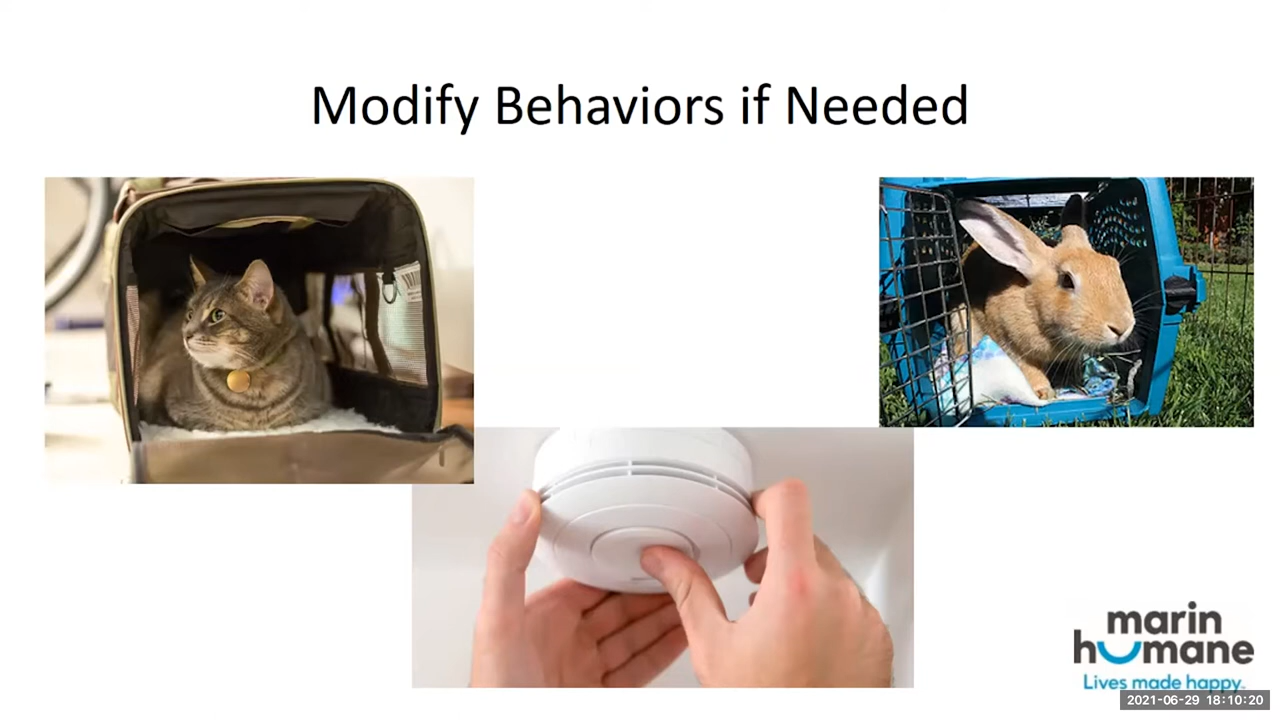 Modify Behaviors if Needed
marin
humane
Lives made happy.
2021-06-29 18:10:20